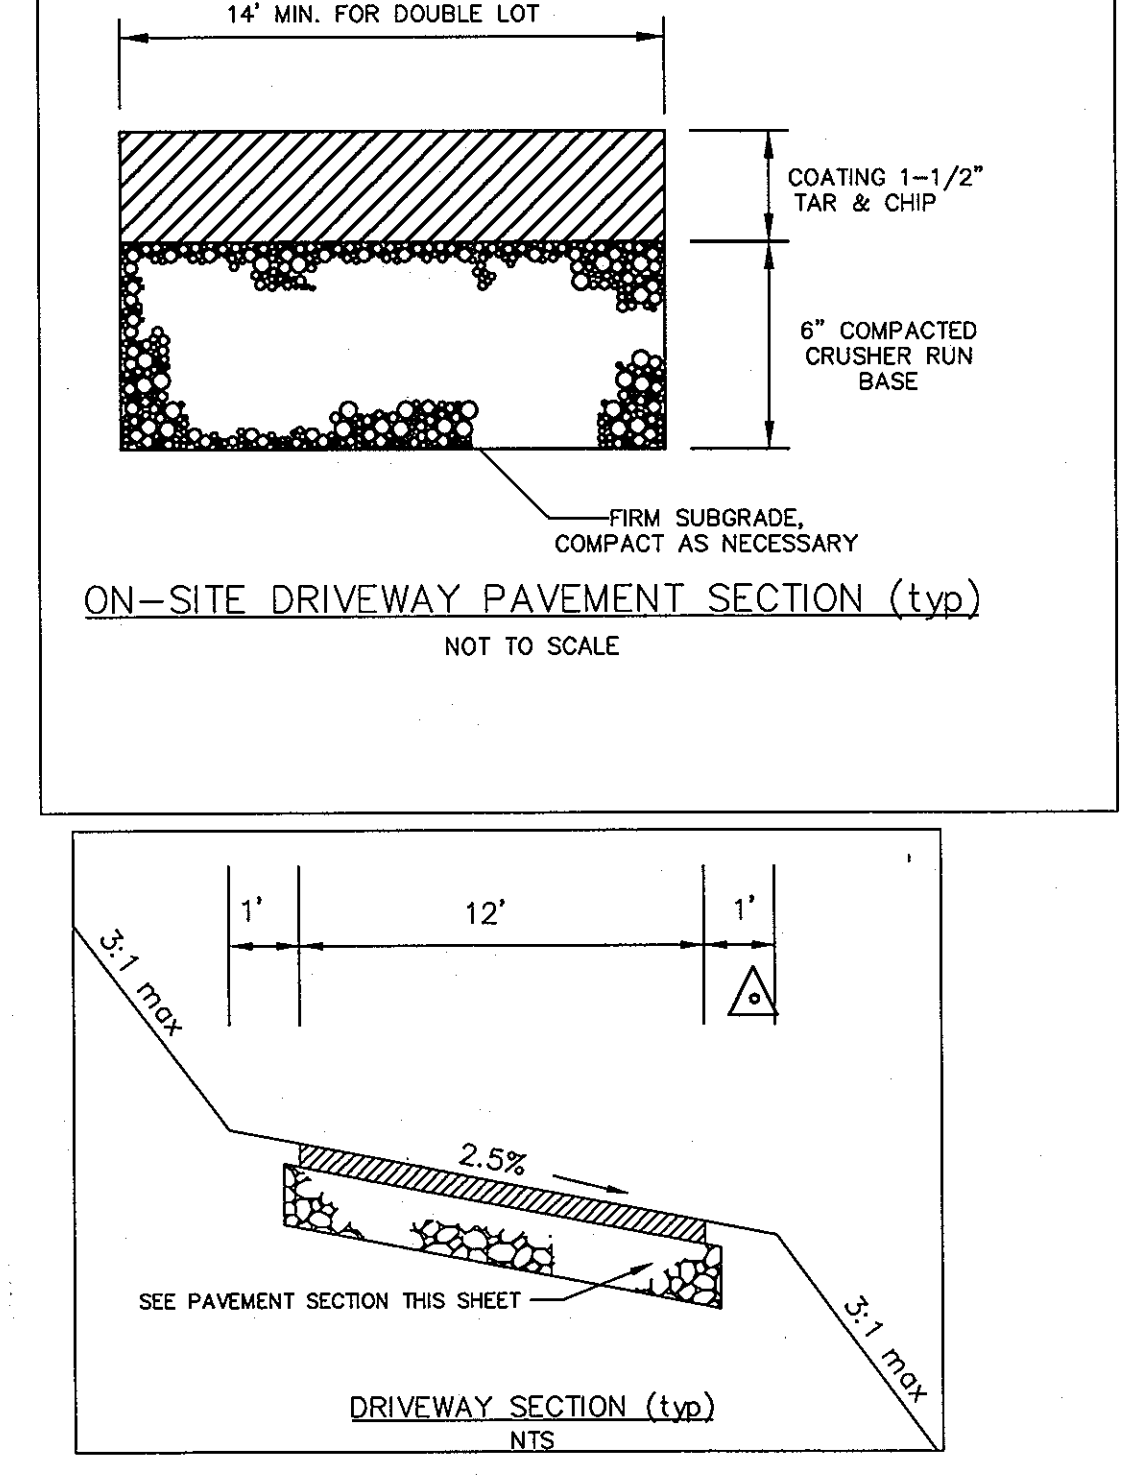 14' MIN. FOR DOUBLE LOT
COATING 1-1/2"
TAR & CHIP
6" COMPACTED
CRUSHER RUN
BASE
FIRM SUBGRADE,
COMPACT AS NECESSARY
ON-SITE DRIVEWAY PAVEMENT SECTION (typ)
NOT TO SCALE
1'
12'
1'
3:1 max
2.5%
SEE PAVEMENT SECTION THIS SHEET
3:1 max
DRIVEWAY SECTION (typ)
NTS